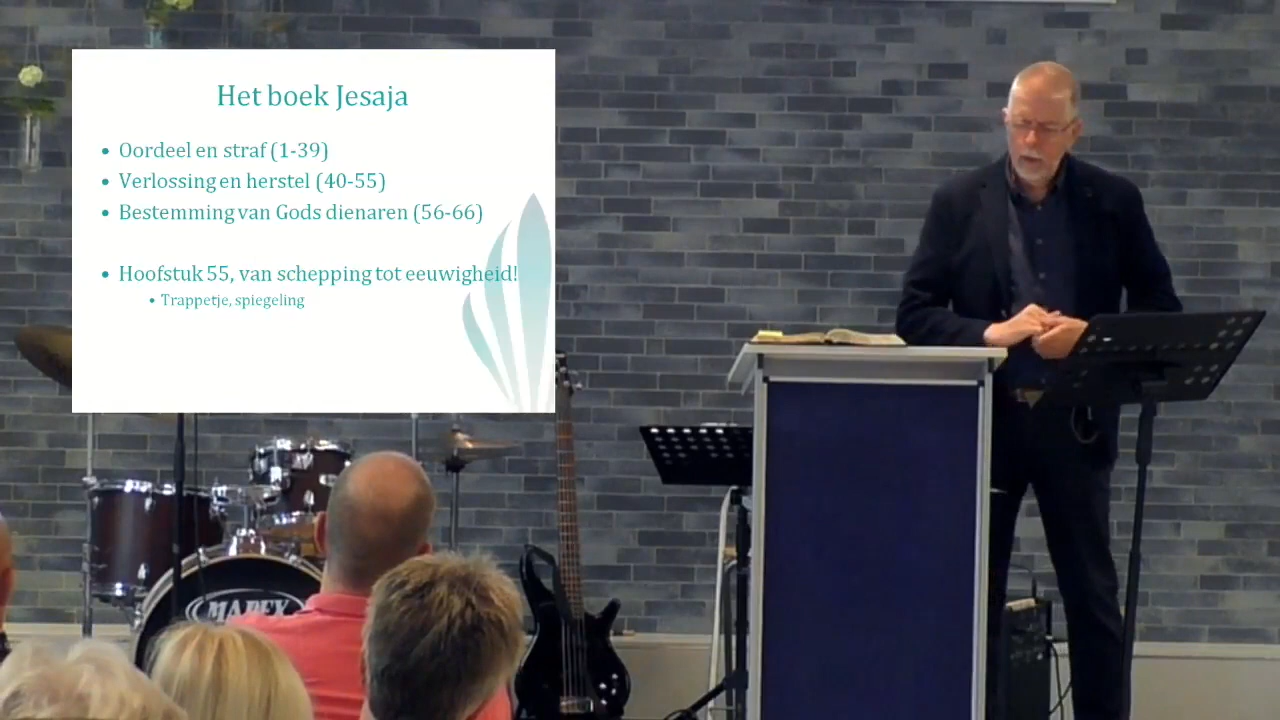 Het boek Jesaja
• Oordeel en straf (1-39)
• Verlossing en herstel (40-55)
• Bestemming van Gods dienaren (56-66)
• Hoofstuk 55, van schepping tot eeuwigheid!
• Trappetje, spiegeling
MAPEX